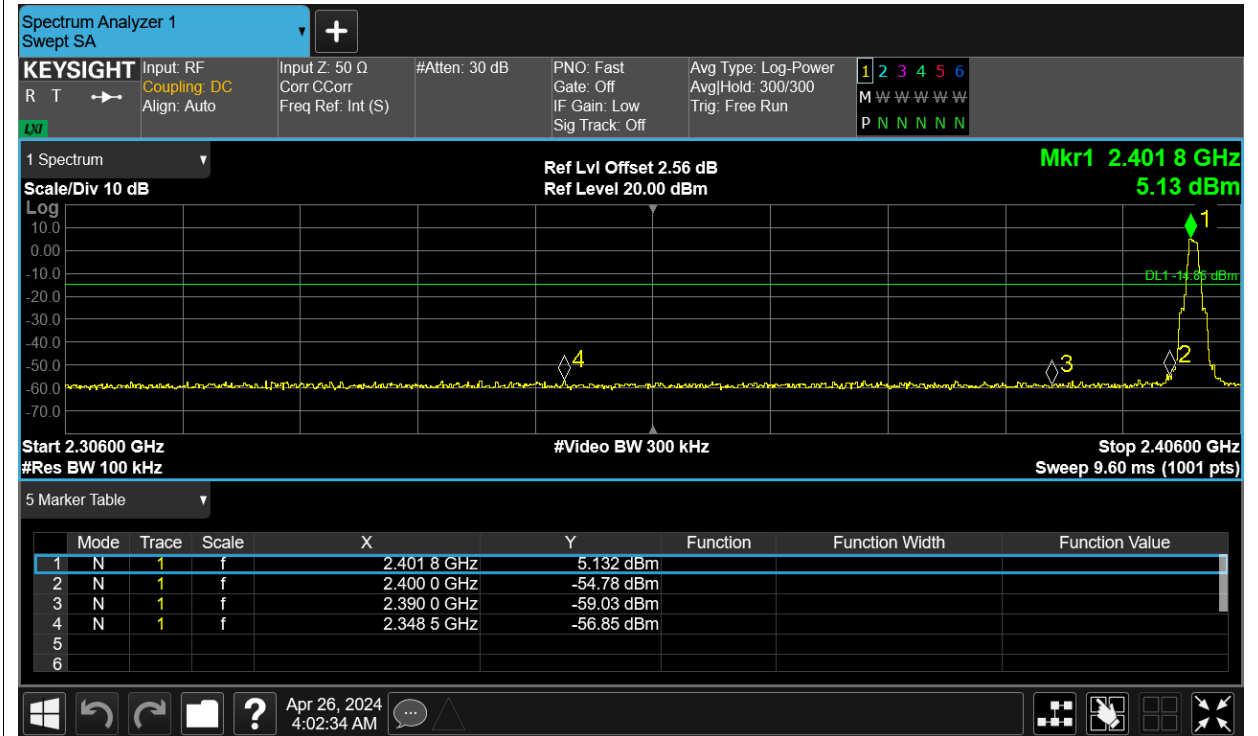 Spectrum Analyzer 1
Swept SA
+
KEYSIGHT Input: RF Input Z: 50 Ω #Atten: 30 dB PNO: Fast Avg Type: Log-Power 1 2 3 4 5 6
R T Coupling: DC Corr CCorr Gate: Off Avg|Hold: 300/300 M W W W W W W
Align: Auto Freq Ref: Int (S) IF Gain: Low Trig: Free Run
LXI Sig Track: Off P N N N N N N
1 Spectrum
Ref Lvl Offset 2.56 dB Mkr1 2.401 8 GHz
Scale/Div 10 dB Ref Level 20.00 dBm 5.13 dBm
Log
1
10.0
0.00
-10.0 DL1 -14.86 dBm
-20.0
-30.0
-40.0
4 3 2
-50.0
-60.0
-70.0
Start 2.30600 GHz #Video BW 300 kHz Stop 2.40600 GHz
#Res BW 100 kHz Sweep 9.60 ms (1001 pts)
5 Marker Table
Mode Trace Scale X Y Function Function Width Function Value
1 N 1 f 2.401 8 GHz 5.132 dBm
2 N 1 f 2.400 0 GHz -54.78 dBm
3 N 1 f 2.390 0 GHz -59.03 dBm
4 N 1 f 2.348 5 GHz -56.85 dBm
5
6
? Apr 26, 2024
4:02:34 AM